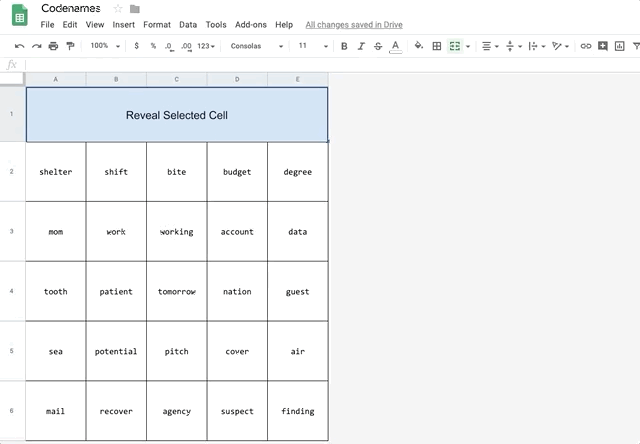 Codenames
File Edit View Insert Format Data Tools Add-ons Help All changes saved in Drive
100% $ % .0 .00 123 Consolas 11 B I S A
fx
A B C D E
1 Reveal Selected Cell
2 shelter shift bite budget degree
3 mom work working account data
4 tooth patient tomorrow nation guest
5 sea potential pitch cover air
6 mail recover agency suspect finding